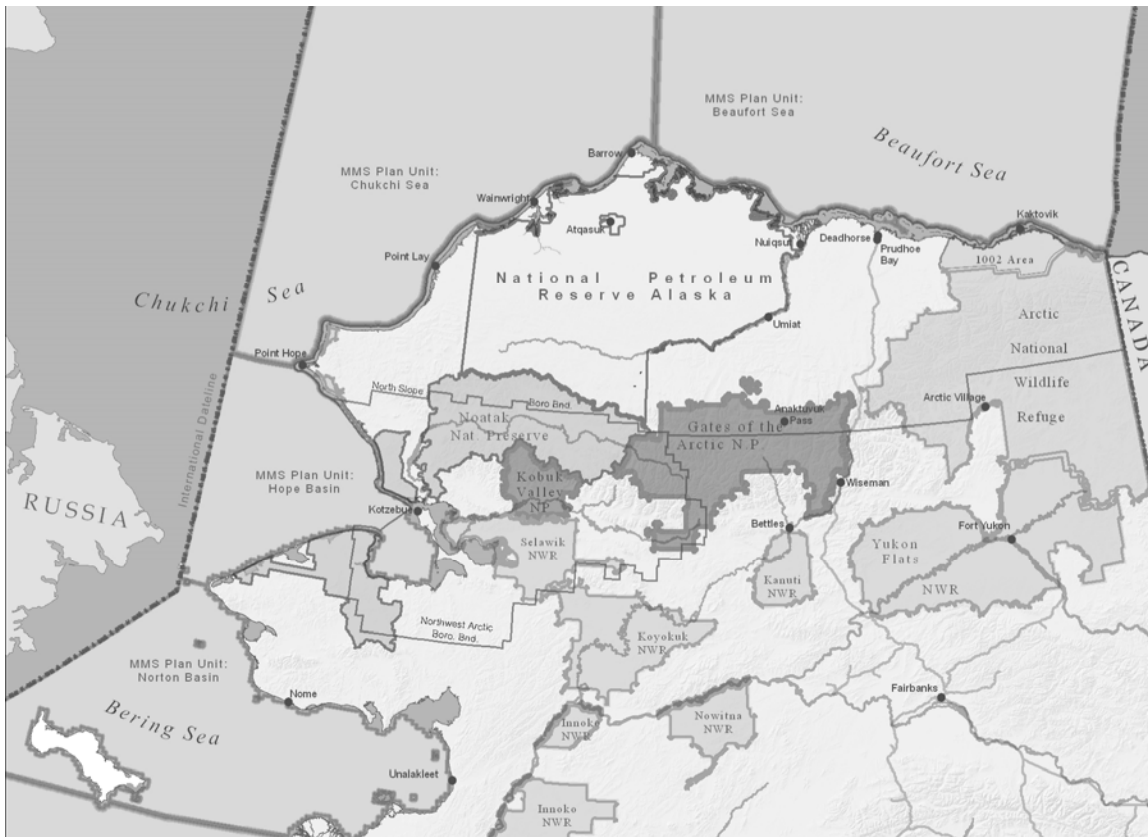 MMS Plan Unit:
Beaufort Sea
Beaufort Sea
Barrow
MMS Plan Unit:
Chukchi Sea
Wainwright
Atqasuk
Kaktovik
Nuiqsut
Deadhorse
Prudhoe
Bay
1002 Area
Point Lay
National Petroleum
Reserve Alaska
Chukchi Sea
CANADA
Arctic
National
Wildlife
Refuge
Umiat
Point Hope
North Slope
Boro Bnd.
Arctic Village
Anaktuvuk
Pass
Noatak
Nat. Preserve
Gates of the
Arctic N.P
International Dateline
MMS Plan Unit:
Hope Basin
Kobuk
Valley
NP
Wiseman
RUSSIA
Kotzebue
Bettles
Fort Yukon
Selawik
NWR
Yukon
Flats
NWR
Kanuti
NWR
Northwest Arctic
Boro. Bnd.
Koyokuk
NWR
MMS Plan Unit:
Norton Basin
Nome
Fairbanks
Bering Sea
Innoko
NWR
Nowitna
NWR
Unalakleet
Innoko
NWR